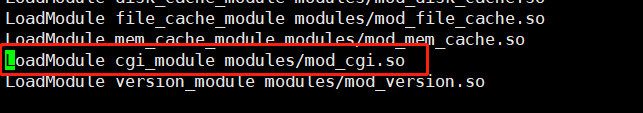 LoadModule disk_cache_module modules/mod_disk_cache.so
LoadModule file_cache_module modules/mod_file_cache.so
LoadModule mem_cache_module modules/mod_mem_cache.so
LoadModule cgi_module modules/mod_cgi.so
LoadModule version_module modules/mod_version.so